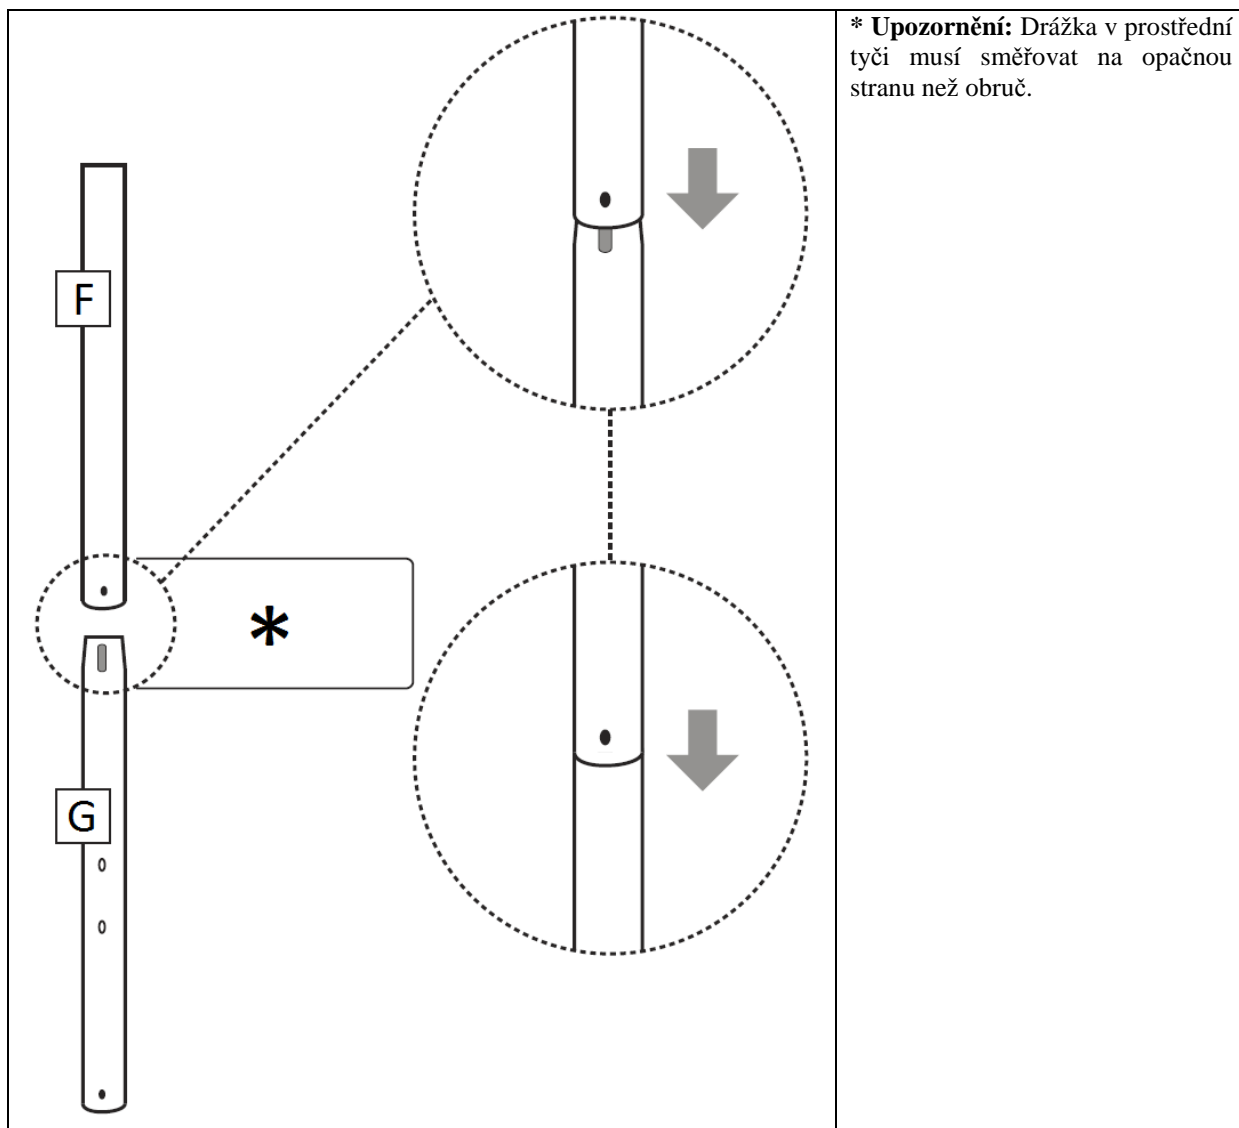 * Upozornění: Drážka v prostřední
tyči musí směřovat na opačnou
stranu než obruč.
F
*
G